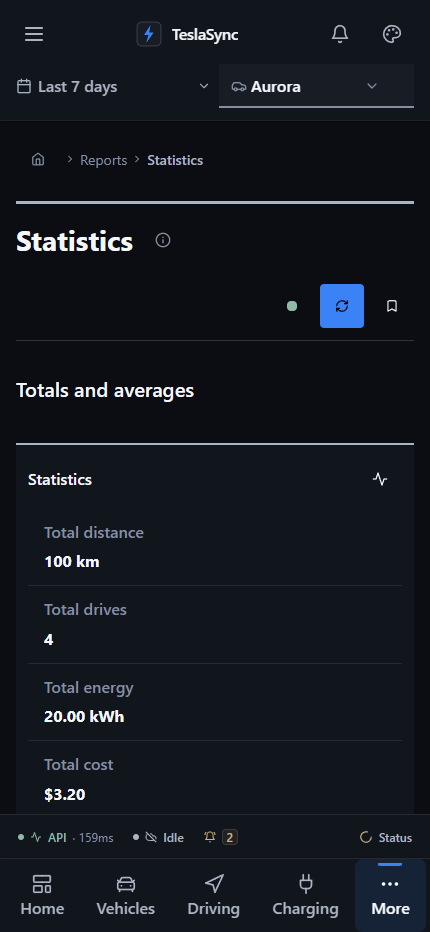 TeslaSync
Last 7 days
Aurora
Reports
Statistics
Statistics
Totals and averages
Statistics
Total distance
100 km
Total drives
4
Total energy
20.00 kWh
Total cost
$3.20
API · 159ms
Idle
2
Status
Home
Vehicles
Driving
Charging
More